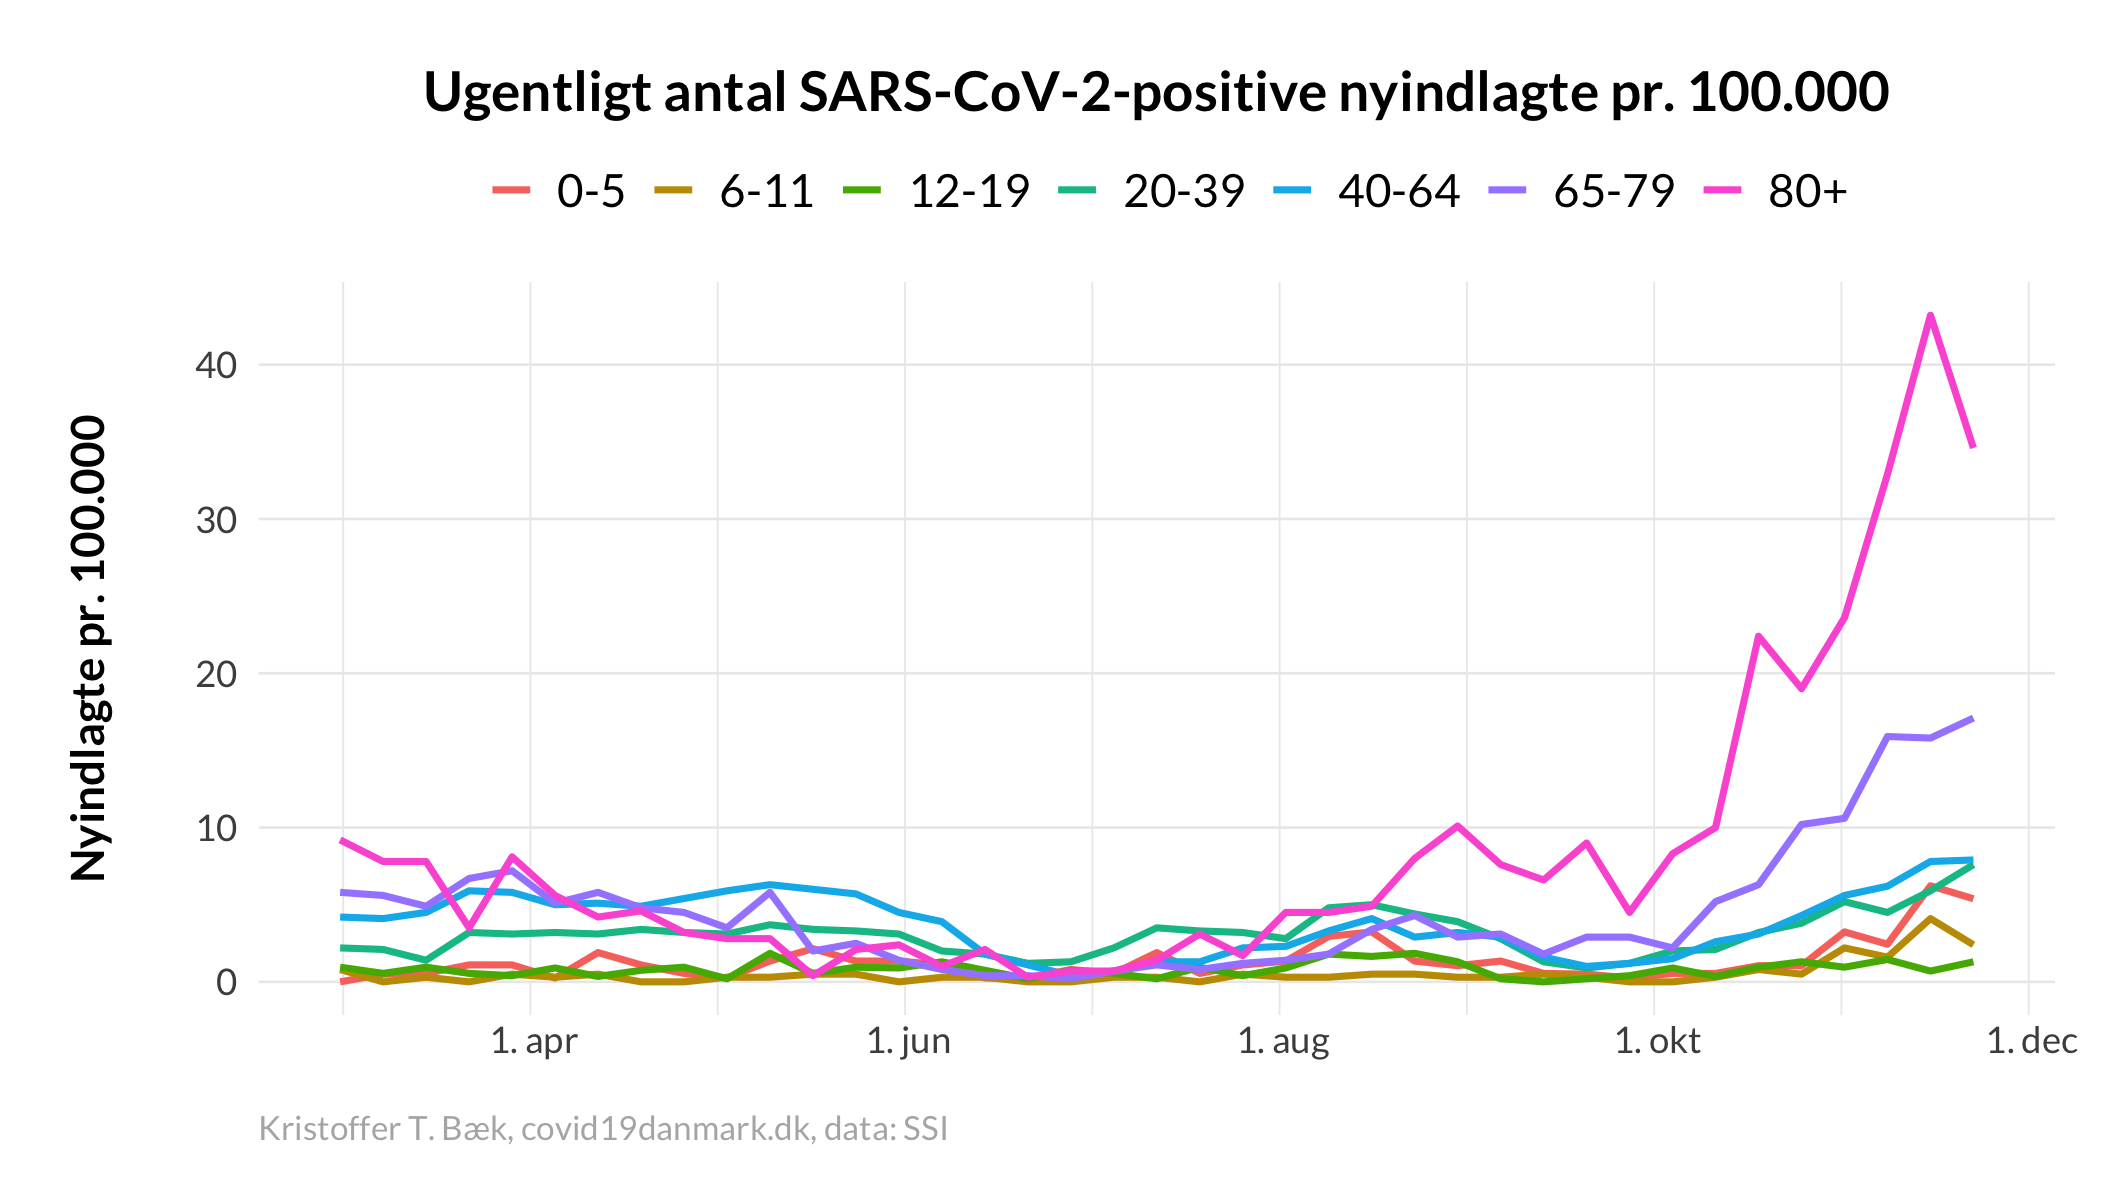 Ugentligt antal SARS-CoV-2-positive nyindlagte pr. 100.000
0-5 6-11 12-19 20-39 40-64 65-79 80+
Nyindlagte pr. 100.000
40
30
20
10
0
1. apr 1. jun 1. aug 1. okt 1. dec
Kristoffer T. Bæk, covid19danmark.dk, data: SSI